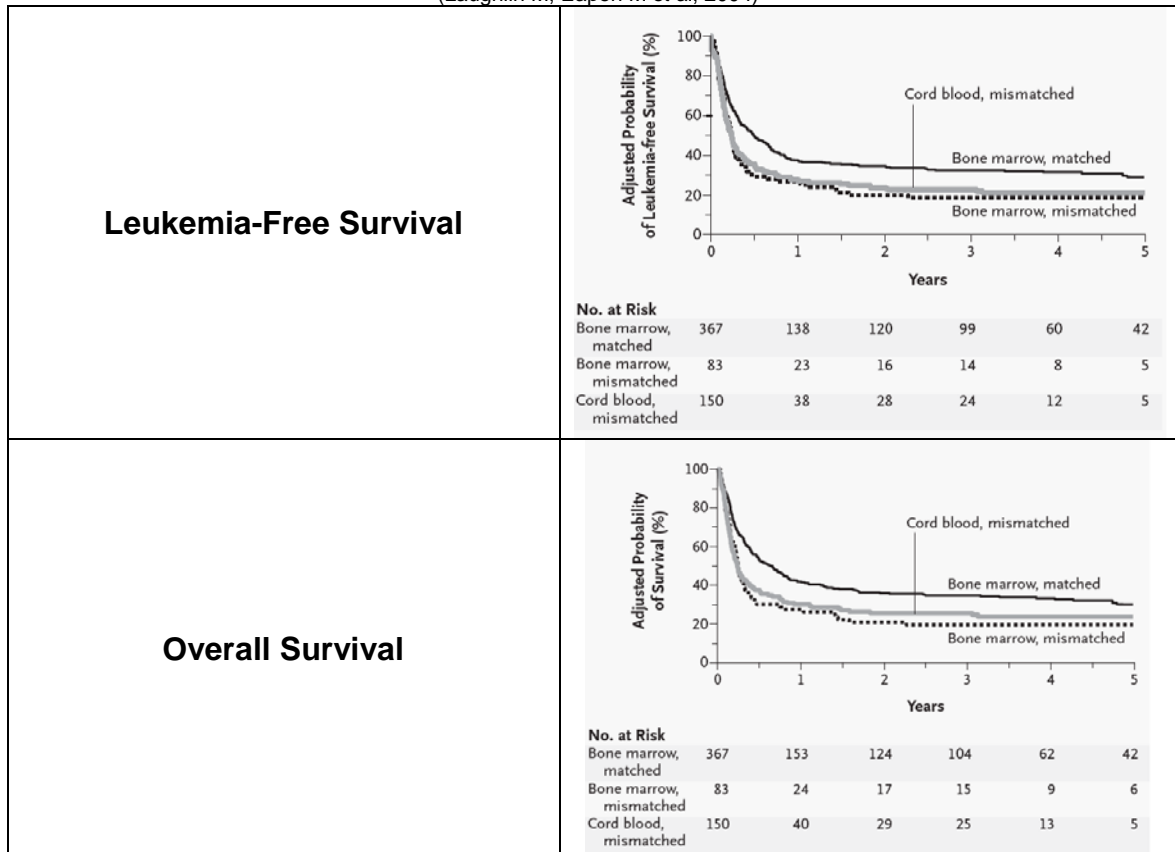 Leukemia-Free Survival
Adjusted Probability
of Leukemia-free Survival (%)
100
80
60
40
20
0
Cord blood, mismatched
Bone marrow, matched
Bone marrow, mismatched
0 1 2 3 4 5
Years
No. at Risk
Bone marrow, 367 138 120 99 60 42
matched
Bone marrow, 83 23 16 14 8 5
mismatched
Cord blood, 150 38 28 24 12 5
mismatched
Overall Survival
Adjusted Probability
of Survival (%)
100
80
60
40
20
0
Cord blood, mismatched
Bone marrow, matched
Bone marrow, mismatched
0 1 2 3 4 5
Years
No. at Risk
Bone marrow, 367 153 124 104 62 42
matched
Bone marrow, 83 24 17 15 9 6
mismatched
Cord blood, 150 40 29 25 13 5
mismatched